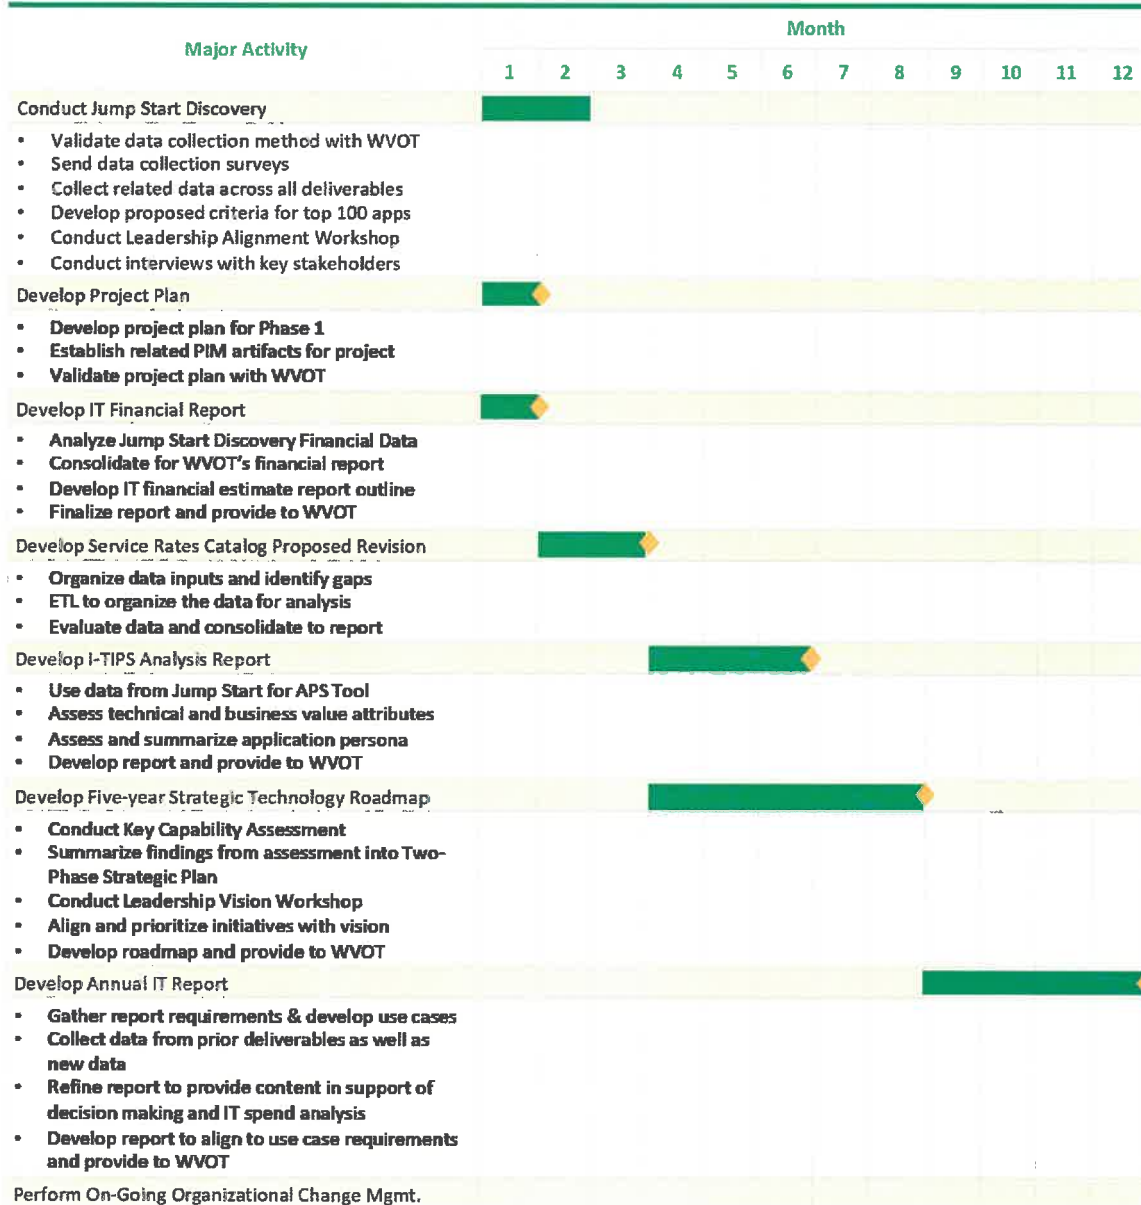 Month
Major Activity
1 2 3 4 5 6 7 8 9 10 11 12
Conduct Jump Start Discovery
• Validate data collection method with WVOT
• Send data collection surveys
• Collect related data across all deliverables
• Develop proposed criteria for top 100 apps
• Conduct Leadership Alignment Workshop
• Conduct interviews with key stakeholders
Develop Project Plan
• Develop project plan for Phase 1
• Establish related PIM artifacts for project
• Validate project plan with WVOT
Develop IT Financial Report
• Analyze Jump Start Discovery Financial Data
• Consolidate for WVOT's financial report
• Develop IT financial estimate report outline
• Finalize report and provide to WVOT
Develop Service Rates Catalog Proposed Revision
• Organize data inputs and identify gaps
• ETL to organize the data for analysis
• Evaluate data and consolidate to report
Develop I-TIPS Analysis Report
• Use data from Jump Start for APS Tool
• Assess technical and business value attributes
• Assess and summarize application persona
• Develop report and provide to WVOT
Develop Five-year Strategic Technology Roadmap
• Conduct Key Capability Assessment
• Summarize findings from assessment into Two-
Phase Strategic Plan
• Conduct Leadership Vision Workshop
• Align and prioritize initiatives with vision
• Develop roadmap and provide to WVOT
Develop Annual IT Report
• Gather report requirements & develop use cases
• Collect data from prior deliverables as well as
new data
• Refine report to provide content in support of
decision making and IT spend analysis
• Develop report to align to use case requirements
and provide to WVOT
Perform On-Going Organizational Change Mgmt.